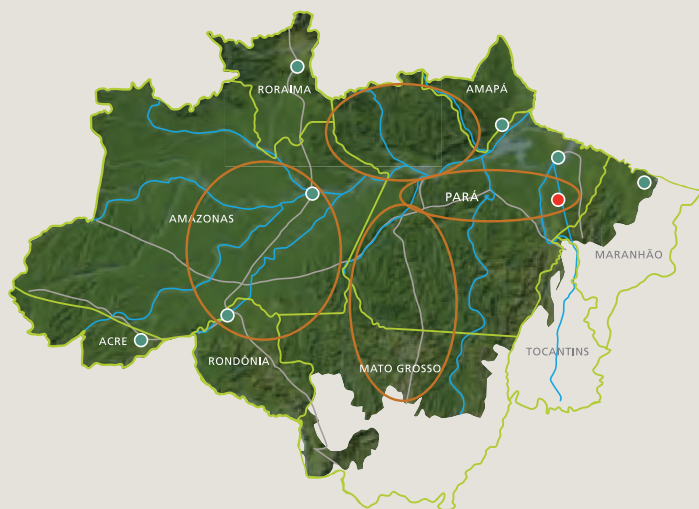 RORAIMA
AMAPÁ
PARÁ
AMAZONAS
MARANHÃO
ACRE
RONDÔNIA
MATO GROSSO
TOCANTINS